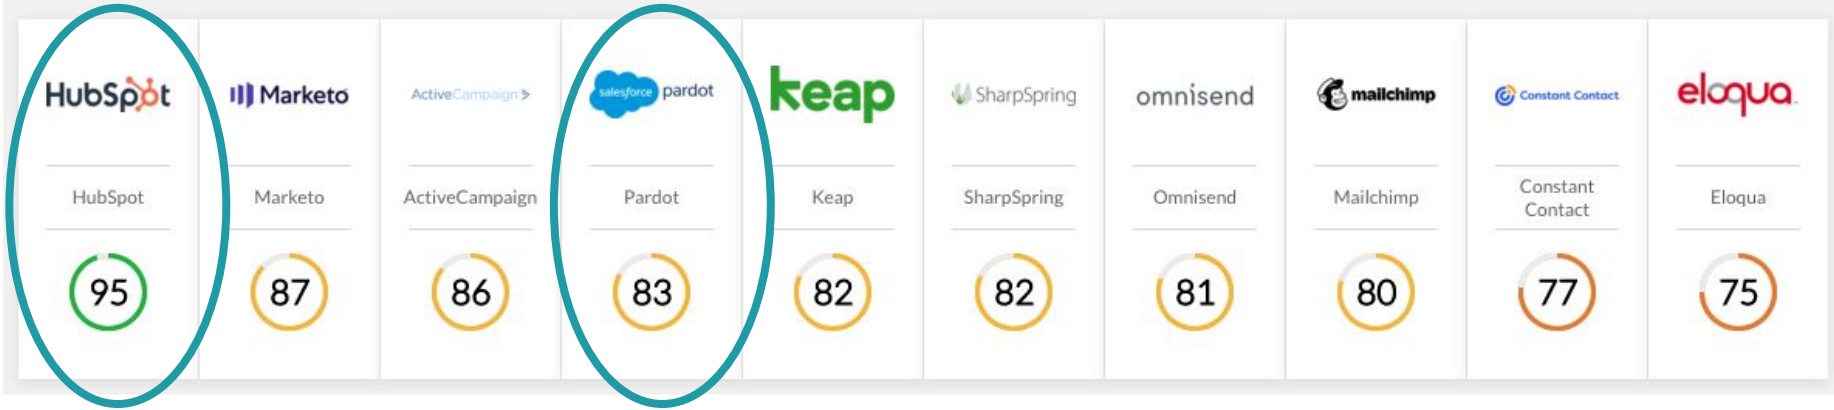 HubSpot
Marketo
ActiveCampaign >
salesforce pardot
keap
SharpSpring
omnisend
mailchimp
Constant Contact
eloqua
HubSpot
Marketo
ActiveCampaign
Pardot
Keap
SharpSpring
Omnisend
Mailchimp
Constant
Contact
Eloqua
95
87
86
83
82
82
81
80
77
75